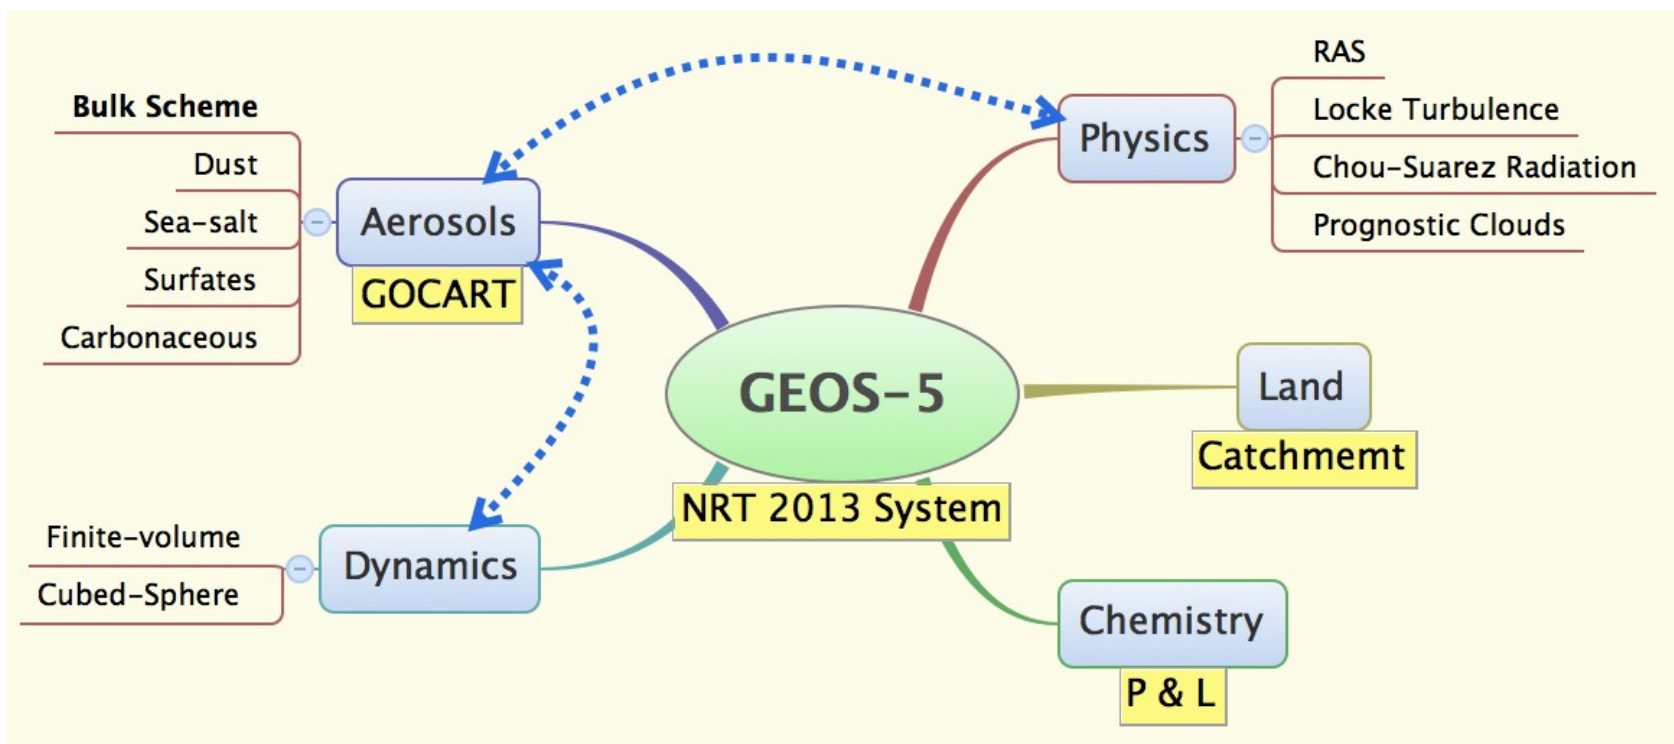 Bulk Scheme
Dust
Sea-salt
Surfates
Carbonaceous
Aerosols
GOCART
Physics
RAS
Locke Turbulence
Chou-Suarez Radiation
Prognostic Clouds
GEOS-5
NRT 2013 System
Land
Catchmemt
Finite-volume
Cubed-Sphere
Dynamics
Chemistry
P & L